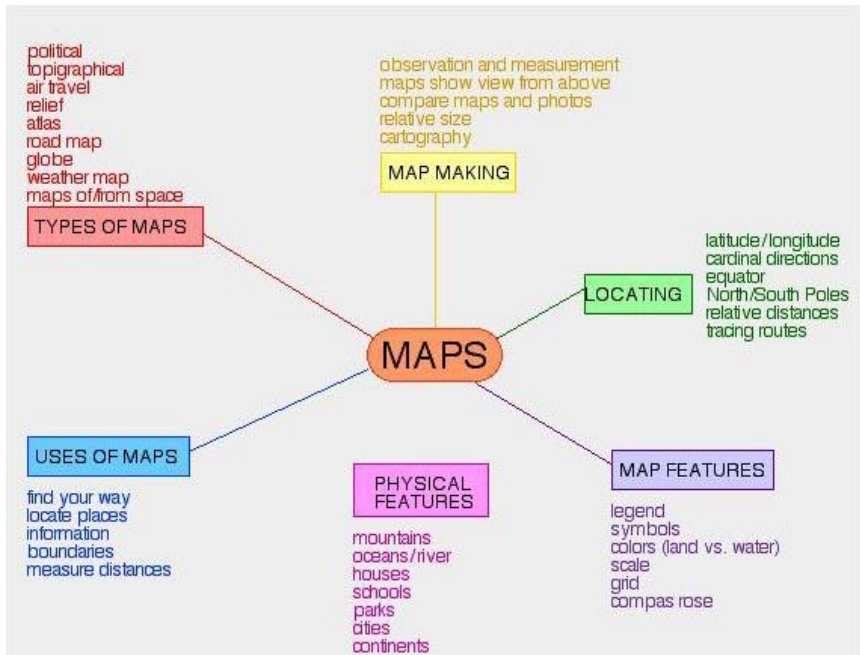 political
topigraphical
air travel
relief
atlas
road map
globe
weather map
maps of/from space
TYPES OF MAPS
observation and measurement
maps show view from above
compare maps and photos
relative size
cartography
MAP MAKING
LOCATING
latitude/longitude
cardinal directions
equator
North/South Poles
relative distances
tracing routes
MAPS
USES OF MAPS
find your way
locate places
information
boundaries
measure distances
PHYSICAL
FEATURES
mountains
oceans/river
houses
schools
parks
cities
continents
MAP FEATURES
legend
symbols
colors (land vs. water)
scale
grid
compas rose